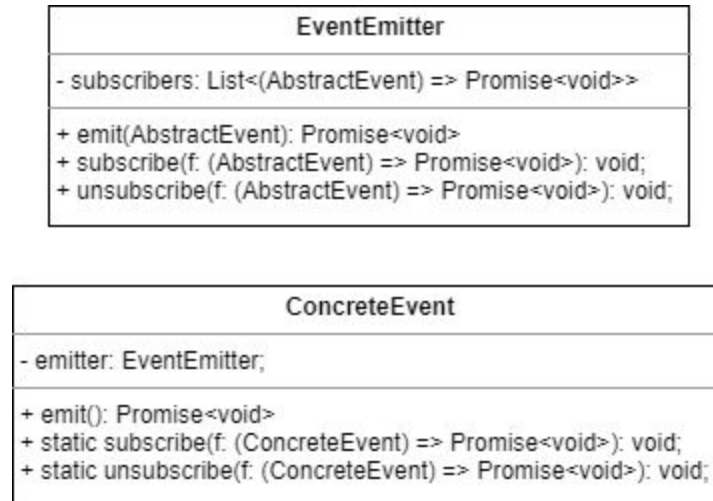 EventEmitter
- subscribers: List<(AbstractEvent) => Promise<void>>
+ emit(AbstractEvent): Promise<void>
+ subscribe(f: (AbstractEvent) => Promise<void>): void;
+ unsubscribe(f: (AbstractEvent) => Promise<void>): void;
ConcreteEvent
- emitter: EventEmitter;
+ emit(): Promise<void>
+ static subscribe(f: (ConcreteEvent) => Promise<void>): void;
+ static unsubscribe(f: (ConcreteEvent) => Promise<void>): void;